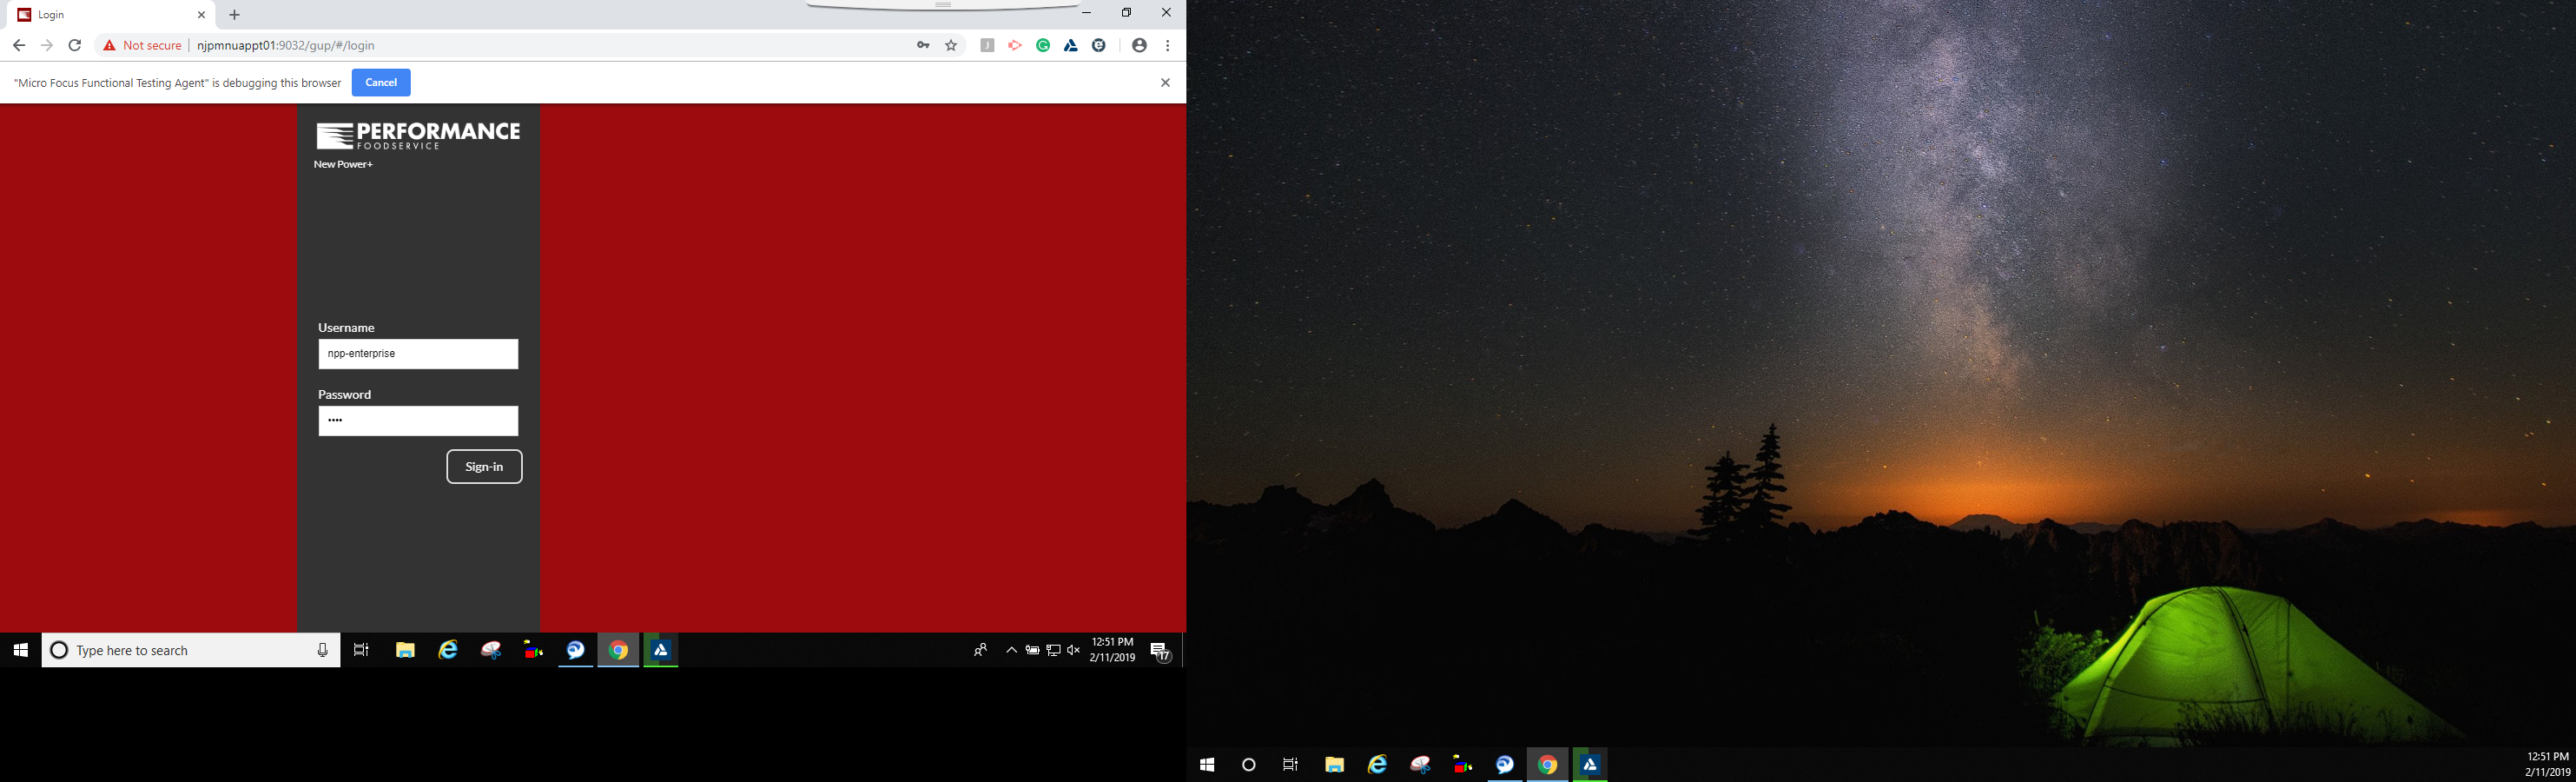 Login
Not secure
njpmnuappt01:9032/gup/#/login
"Micro Focus Functional Testing Agent" is debugging this browser
Cancel
PERFORMANCE
FOODSERVICE
New Power+
Username
npp-enterprise
Password
••••
Sign-in
Type here to search
12:51 PM
2/11/2019
17
12:51 PM
2/11/2019